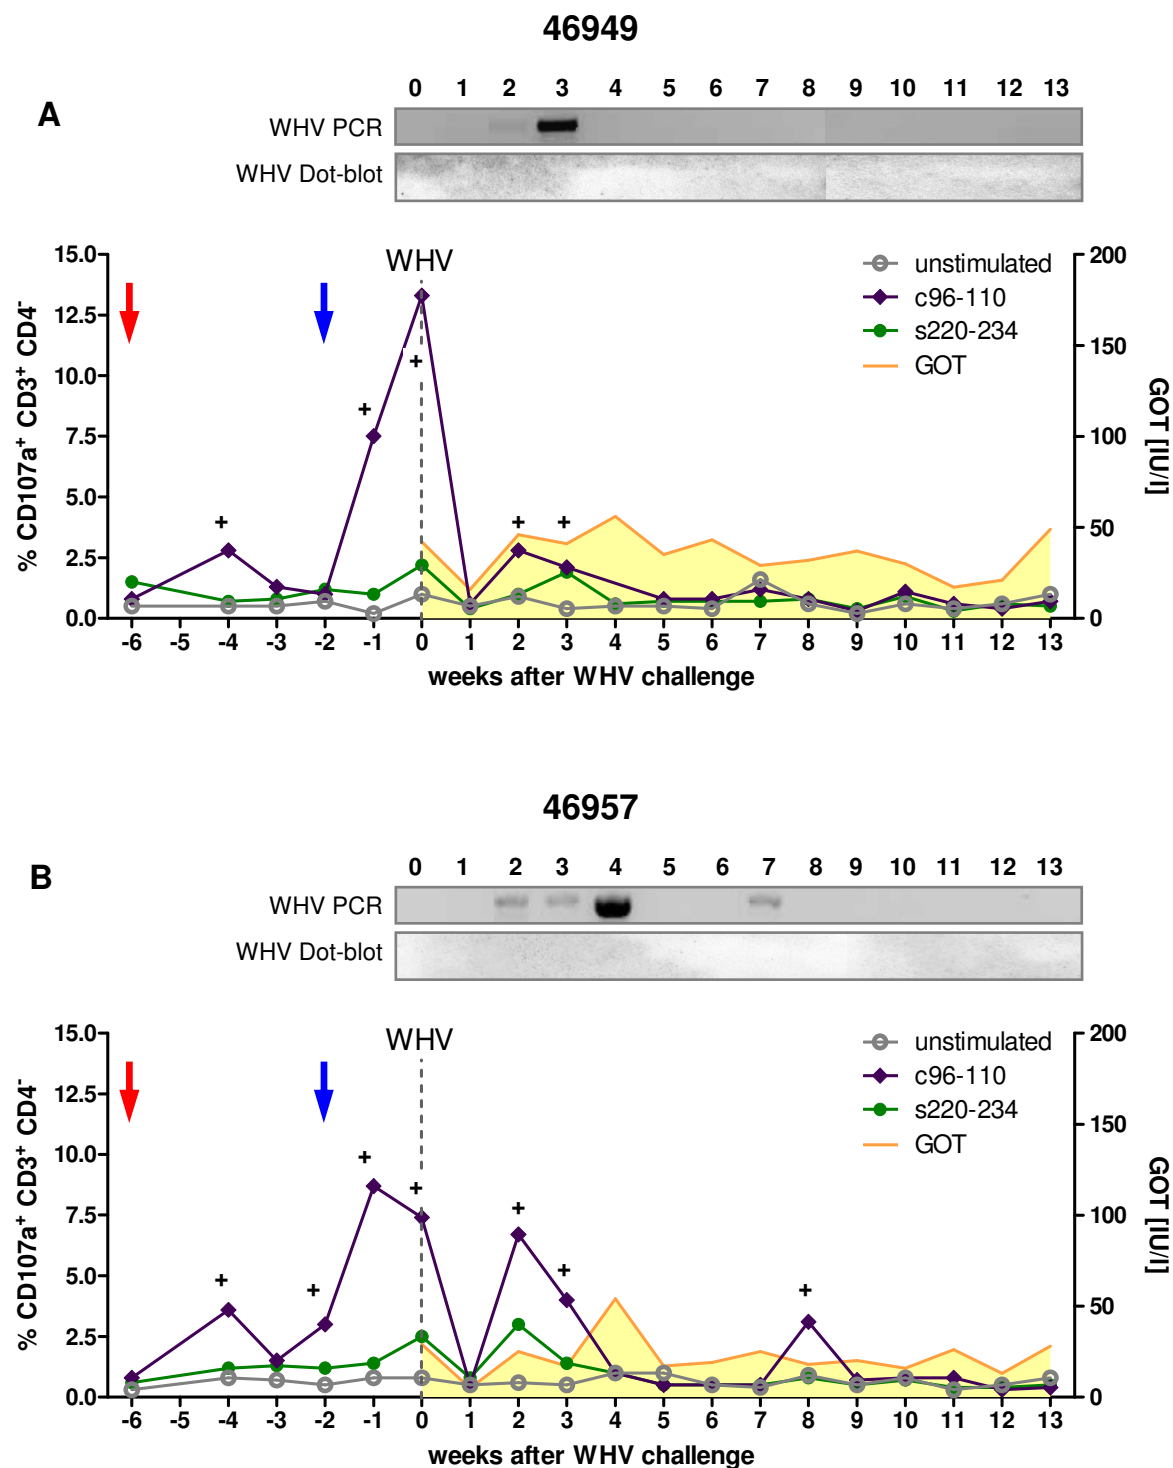 46949
A
0 1 2 3 4 5 6 7 8 9 10 11 12 13
WHV PCR
WHV Dot-blot
WHV
15.0
12.5
10.0
7.5
5.0
2.5
0.0
% CD107a⁺ CD3⁺ CD4⁻
200
150
100
50
0
GOT [IU/l]
unstimulated
c96-110
s220-234
GOT
+ + + + +
-6 -5 -4 -3 -2 -1 0 1 2 3 4 5 6 7 8 9 10 11 12 13
weeks after WHV challenge
46957
B
0 1 2 3 4 5 6 7 8 9 10 11 12 13
WHV PCR
WHV Dot-blot
WHV
15.0
12.5
10.0
7.5
5.0
2.5
0.0
% CD107a⁺ CD3⁺ CD4⁻
200
150
100
50
0
GOT [IU/l]
unstimulated
c96-110
s220-234
GOT
+ + + + + + +
-6 -5 -4 -3 -2 -1 0 1 2 3 4 5 6 7 8 9 10 11 12 13
weeks after WHV challenge